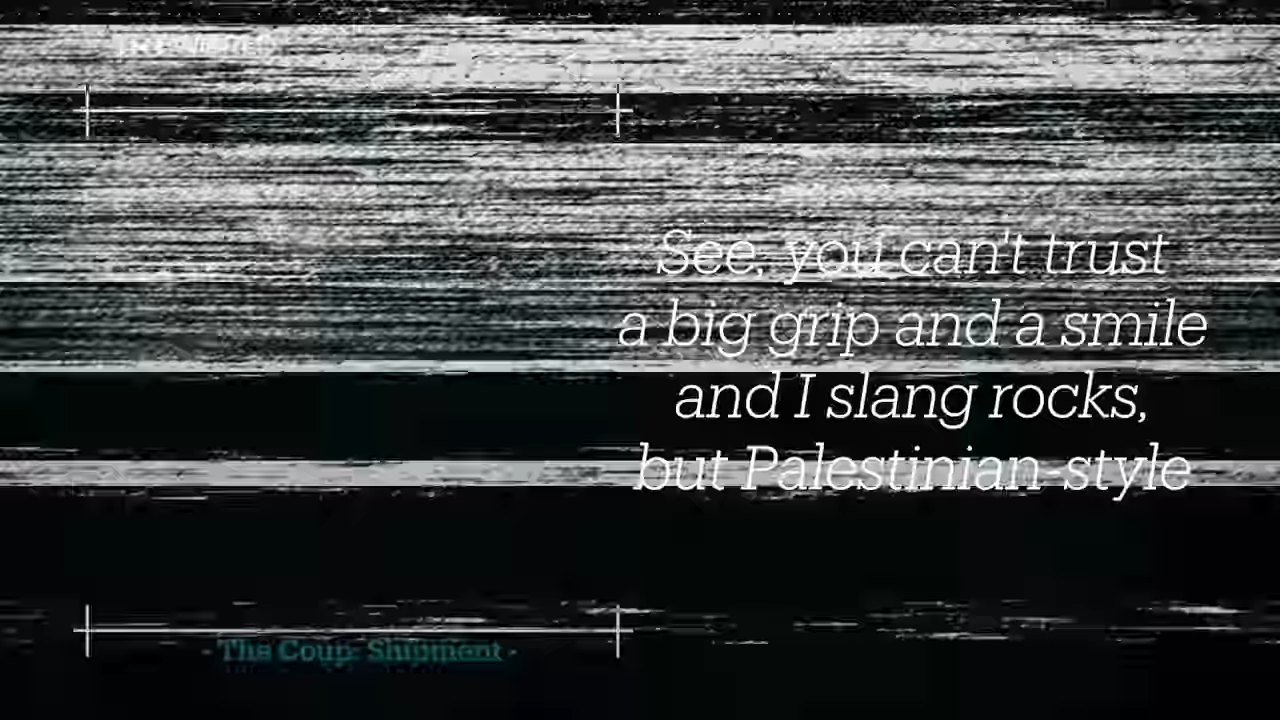 See, you can't trust
a big grip and a smile
and I slang rocks,
but Palestinian-style
- The Coup: Shipment -